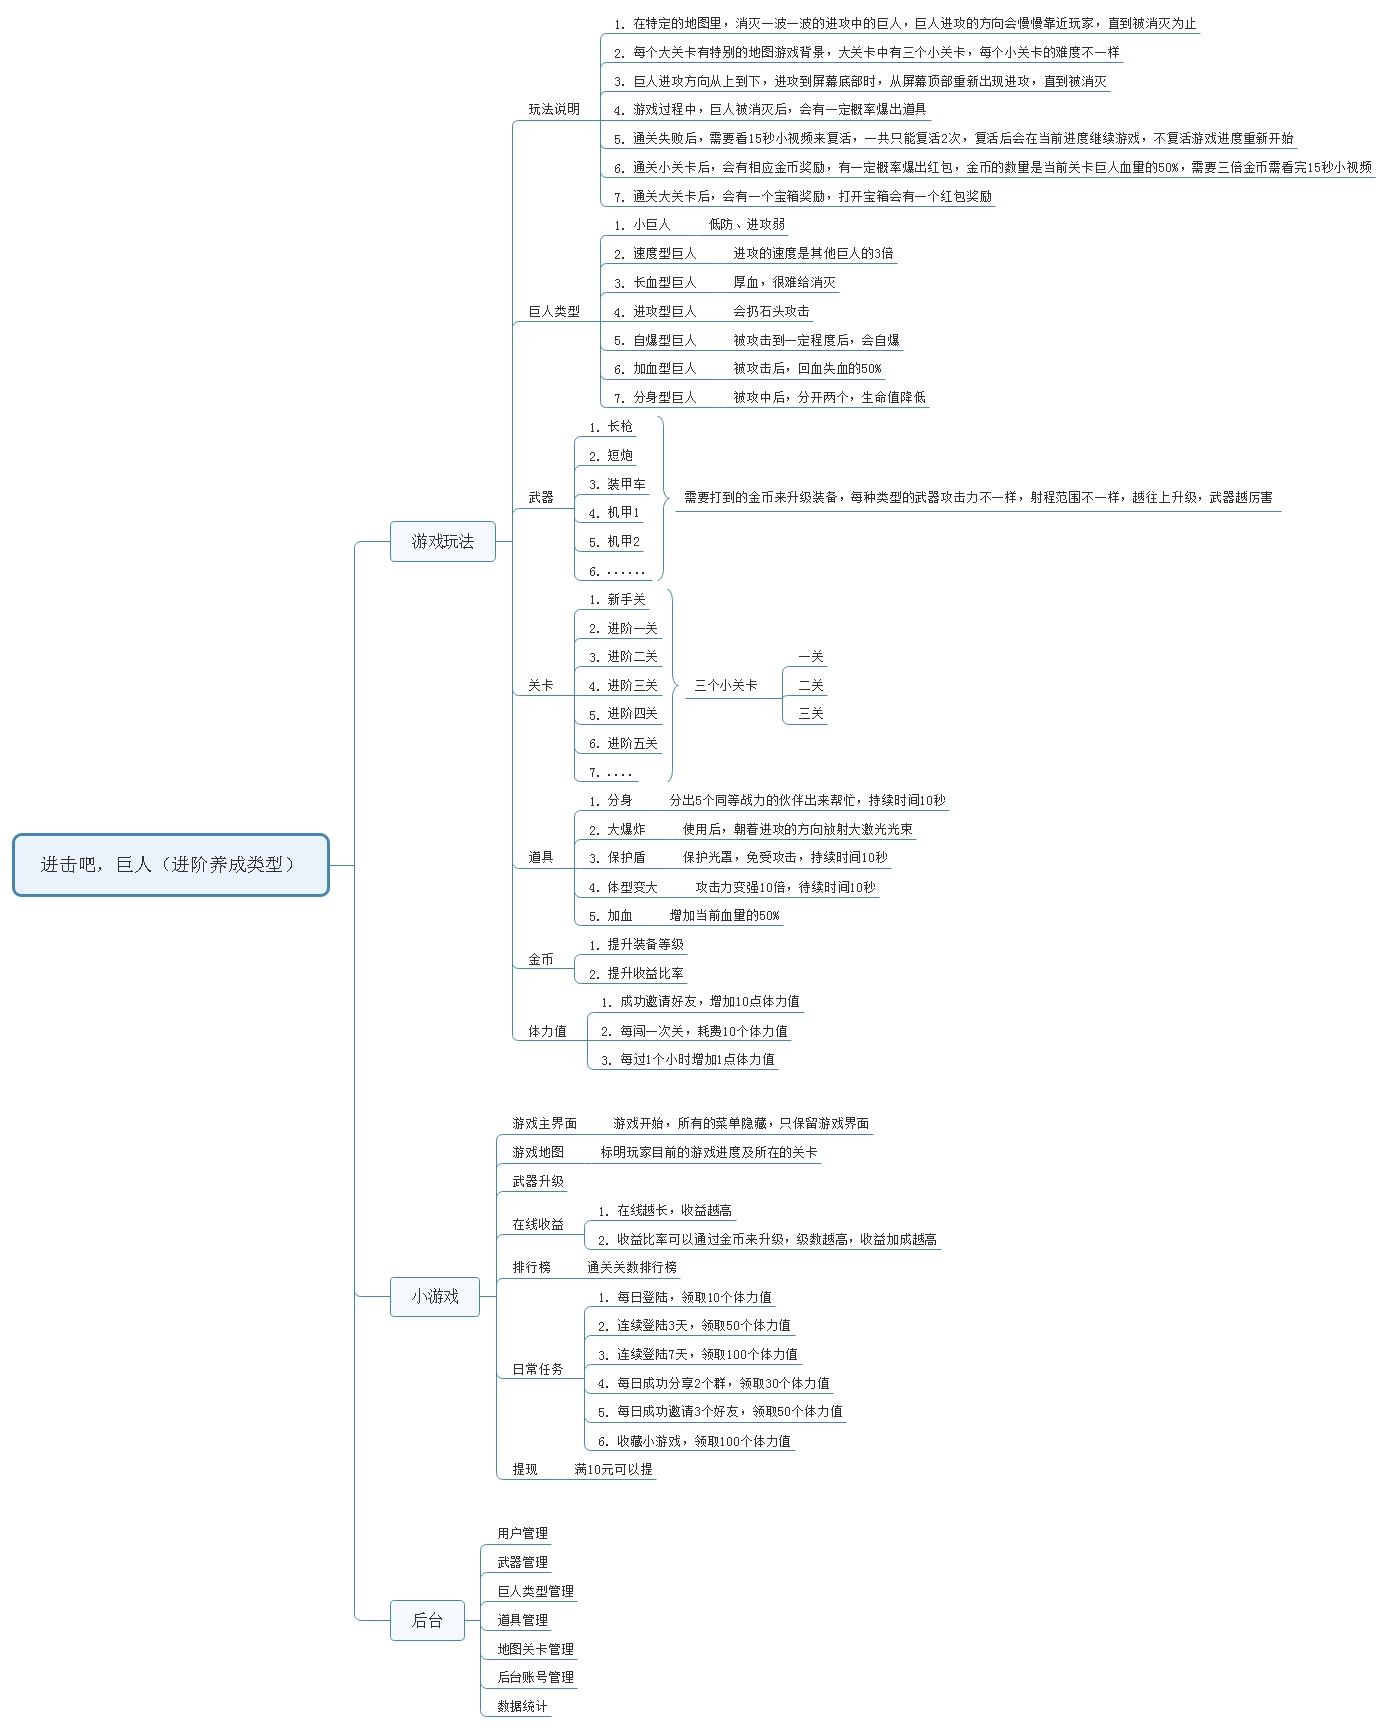 进击吧，巨人（进阶养成类型）
游戏玩法
玩法说明
1. 在特定的地图里，消灭一波一波的进攻中的巨人，巨人进攻的方向会慢慢靠近玩家，直到被消灭为止
2. 每个大关卡有特别的地图游戏背景，大关卡中有三个小关卡，每个小关卡的难度不一样
3. 巨人进攻方向从上到下，进攻到屏幕底部时，从屏幕顶部重新出现进攻，直到被消灭
4. 游戏过程中，巨人被消灭后，会有一定概率爆出道具
5. 通关失败后，需要看15秒小视频来复活，一共只能复活2次，复活后会在当前进度继续游戏，不复活游戏进度重新开始
6. 通关小关卡后，会有相应金币奖励，有一定概率爆出红包，金币的数量是当前关卡巨人血量的50%，需要三倍金币需看完15秒小视频
7. 通关大关卡后，会有一个宝箱奖励，打开宝箱会有一个红包奖励
巨人类型
1. 小巨人 低防、进攻弱
2. 速度型巨人 进攻的速度是其他巨人的3倍
3. 长血型巨人 厚血，很难给消灭
4. 进攻型巨人 会扔石头攻击
5. 自爆型巨人 被攻击到一定程度后，会自爆
6. 加血型巨人 被攻击后，回血失血的50%
7. 分身型巨人 被攻中后，分开两个，生命值降低
武器
1. 长枪
2. 短炮
3. 装甲车
4. 机甲1
5. 机甲2
6. ......
需要打到的金币来升级装备，每种类型的武器攻击力不一样，射程范围不一样，越往上升级，武器越厉害
关卡
1. 新手关
2. 进阶一关
3. 进阶二关
4. 进阶三关
5. 进阶四关
6. 进阶五关
7. ....
三个小关卡
一关
二关
三关
道具
1. 分身 分出5个同等战力的伙伴出来帮忙，持续时间10秒
2. 大爆炸 使用后，朝着进攻的方向放射大激光光束
3. 保护盾 保护光罩，免受攻击，持续时间10秒
4. 体型变大 攻击力变强10倍，待续时间10秒
5. 加血 增加当前血量的50%
金币
1. 提升装备等级
2. 提升收益比率
体力值
1. 成功邀请好友，增加10点体力值
2. 每闯一次关，耗费10个体力值
3. 每过1个小时增加1点体力值
小游戏
游戏主界面 游戏开始，所有的菜单隐藏，只保留游戏界面
游戏地图 标明玩家目前的游戏进度及所在的关卡
武器升级
在线收益
1. 在线越长，收益越高
2. 收益比率可以通过金币来升级，级数越高，收益加成越高
排行榜 通关关数排行榜
日常任务
1. 每日登陆，领取10个体力值
2. 连续登陆3天，领取50个体力值
3. 连续登陆7天，领取100个体力值
4. 每日成功分享2个群，领取30个体力值
5. 每日成功邀请3个好友，领取50个体力值
6. 收藏小游戏，领取100个体力值
提现 满10元可以提
后台
用户管理
武器管理
巨人类型管理
道具管理
地图关卡管理
后台账号管理
数据统计